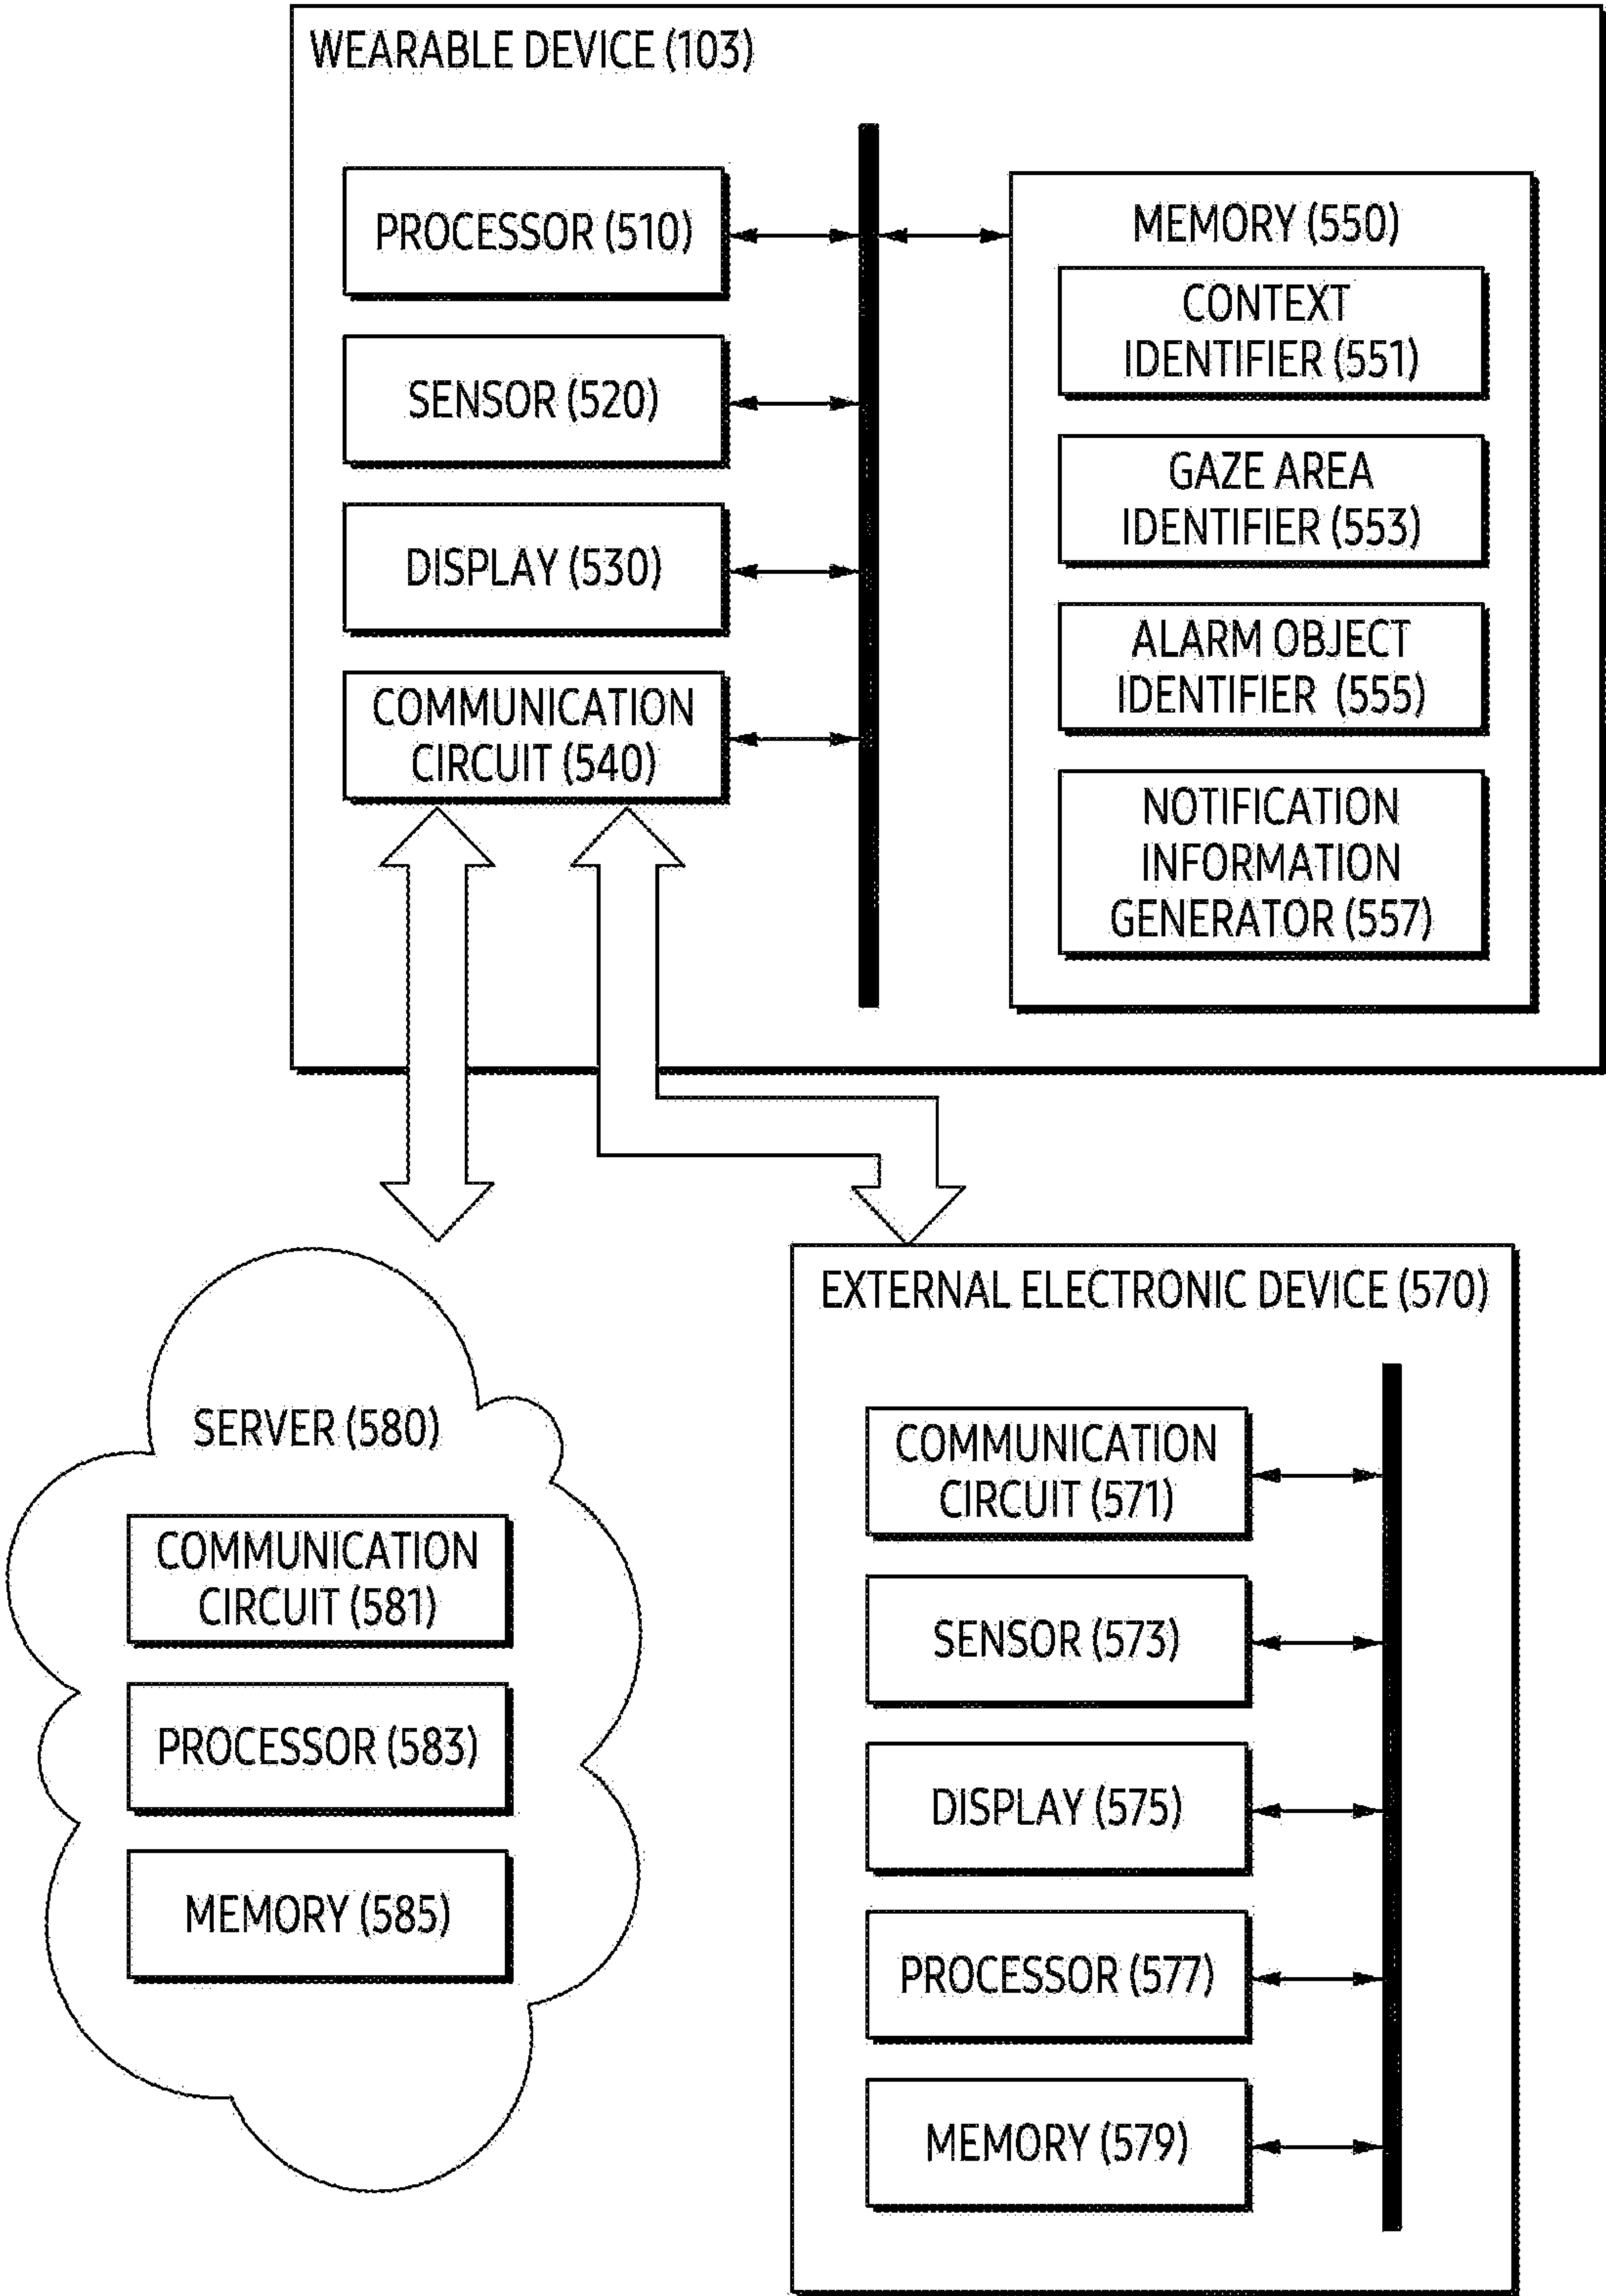 WEARABLE DEVICE (103)
PROCESSOR (510)
SENSOR (520)
DISPLAY (530)
COMMUNICATION
CIRCUIT (540)
MEMORY (550)
CONTEXT
IDENTIFIER (551)
GAZE AREA
IDENTIFIER (553)
ALARM OBJECT
IDENTIFIER (555)
NOTIFICATION
INFORMATION
GENERATOR (557)
SERVER (580)
COMMUNICATION
CIRCUIT (581)
PROCESSOR (583)
MEMORY (585)
EXTERNAL ELECTRONIC DEVICE (570)
COMMUNICATION
CIRCUIT (571)
SENSOR (573)
DISPLAY (575)
PROCESSOR (577)
MEMORY (579)